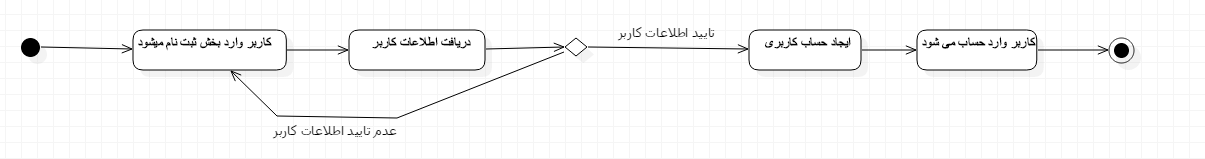 کاربر وارد بخش ثبت نام میشود
دریافت اطلاعات کاربر
تایید اطلاعات کاربر
ایجاد حساب کاربری
کاربر وارد حساب می شود
عدم تایید اطلاعات کاربر